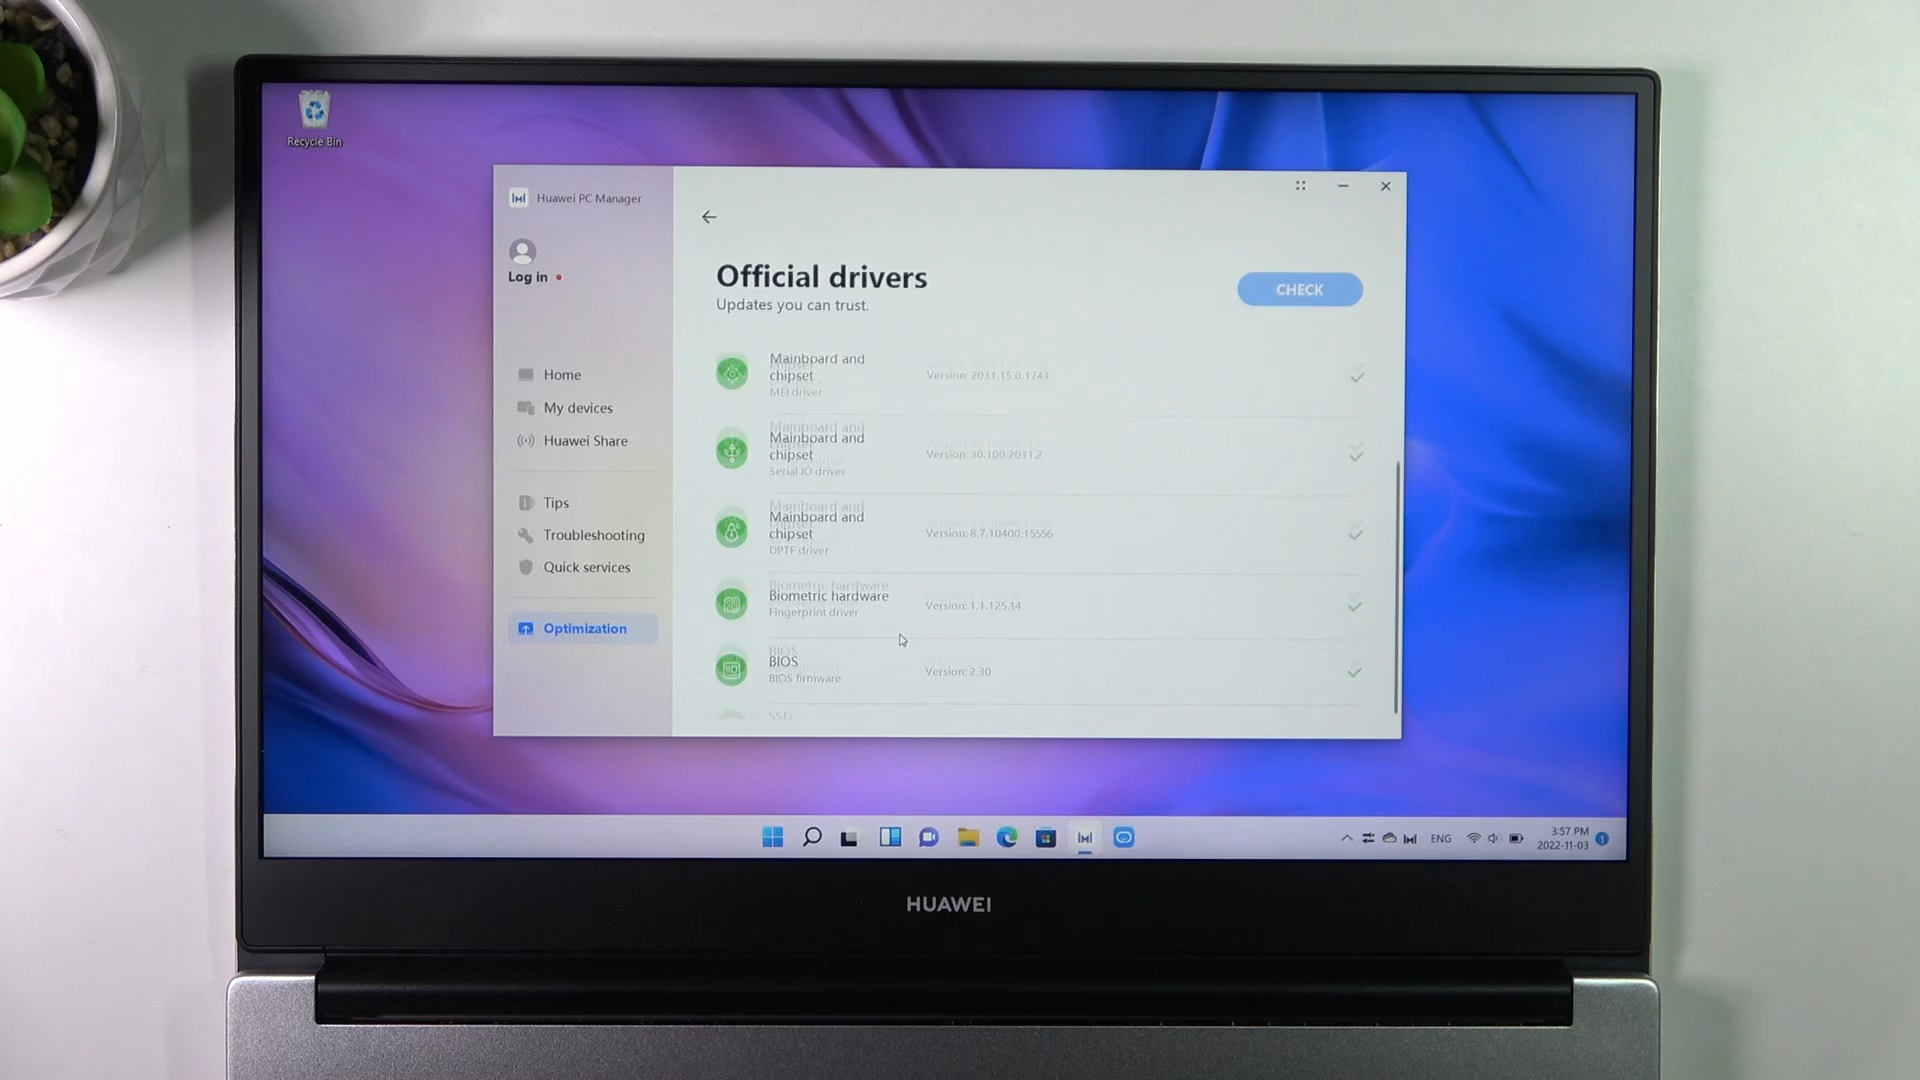 Recycle Bin
Huawei PC Manager
Log in
Home
My devices
Huawei Share
Tips
Troubleshooting
Quick services
Optimization
Official drivers
Updates you can trust.
CHECK
Mainboard and
chipset
MEI driver
Version: 2031.15.0.1743
Mainboard and
chipset
Serial IO driver
Version: 30.100.2031.2
Mainboard and
chipset
DPTF driver
Version: 8.7.10400.15556
Biometric hardware
Fingerprint driver
Version: 1.1.125.14
BIOS
BIOS firmware
Version: 2.30
ENG
3:57 PM
2022-11-03
1
HUAWEI